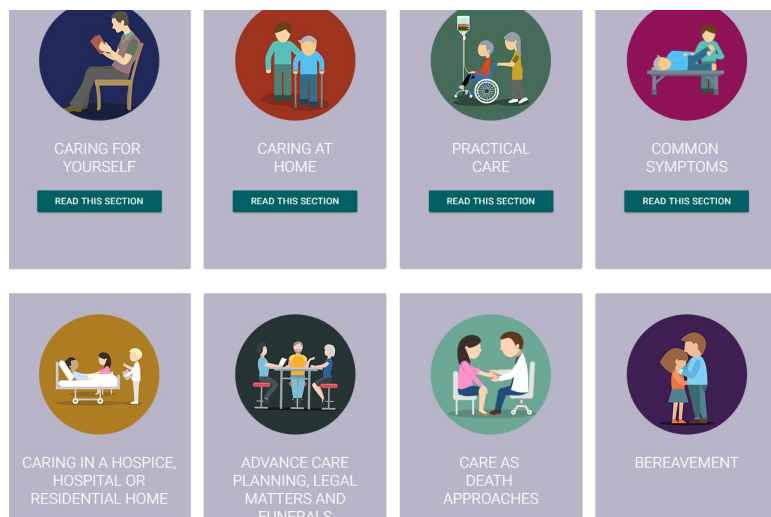 CARING FOR
YOURSELF
READ THIS SECTION
CARING AT
HOME
READ THIS SECTION
PRACTICAL
CARE
READ THIS SECTION
COMMON
SYMPTOMS
READ THIS SECTION
CARING IN A HOSPICE,
HOSPITAL OR
RESIDENTIAL HOME
ADVANCE CARE
PLANNING, LEGAL
MATTERS AND
FUNERALS
CARE AS
DEATH
APPROACHES
BEREAVEMENT